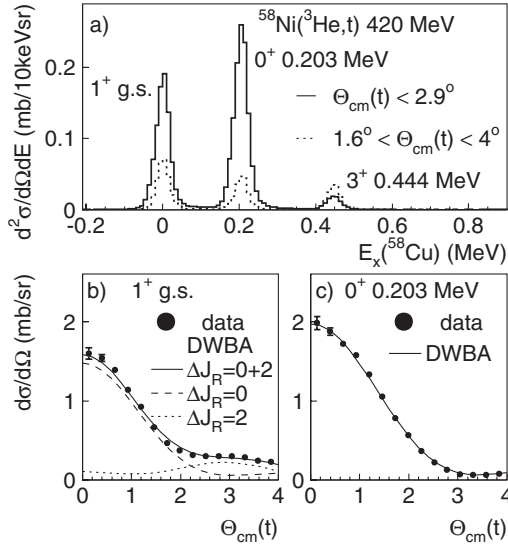 a)
⁵⁸Ni(³He,t) 420 MeV
0⁺ 0.203 MeV
1⁺ g.s.
Θcm(t) < 2.9°
1.6° < Θcm(t) < 4°
3⁺ 0.444 MeV
d²σ/dΩdE (mb/10keVsr)
0.2
0.1
0
-0.2 0 0.2 0.4 0.6 0.8
Eₓ(⁵⁸Cu) (MeV)
b) 1⁺ g.s.
data
DWBA
ΔJR=0+2
ΔJR=0
ΔJR=2
dσ/dΩ (mb/sr)
2
1
0
0 1 2 3 4
Θcm(t)
c) 0⁺ 0.203 MeV
data
DWBA
2
1
0
0 1 2 3 4
Θcm(t)